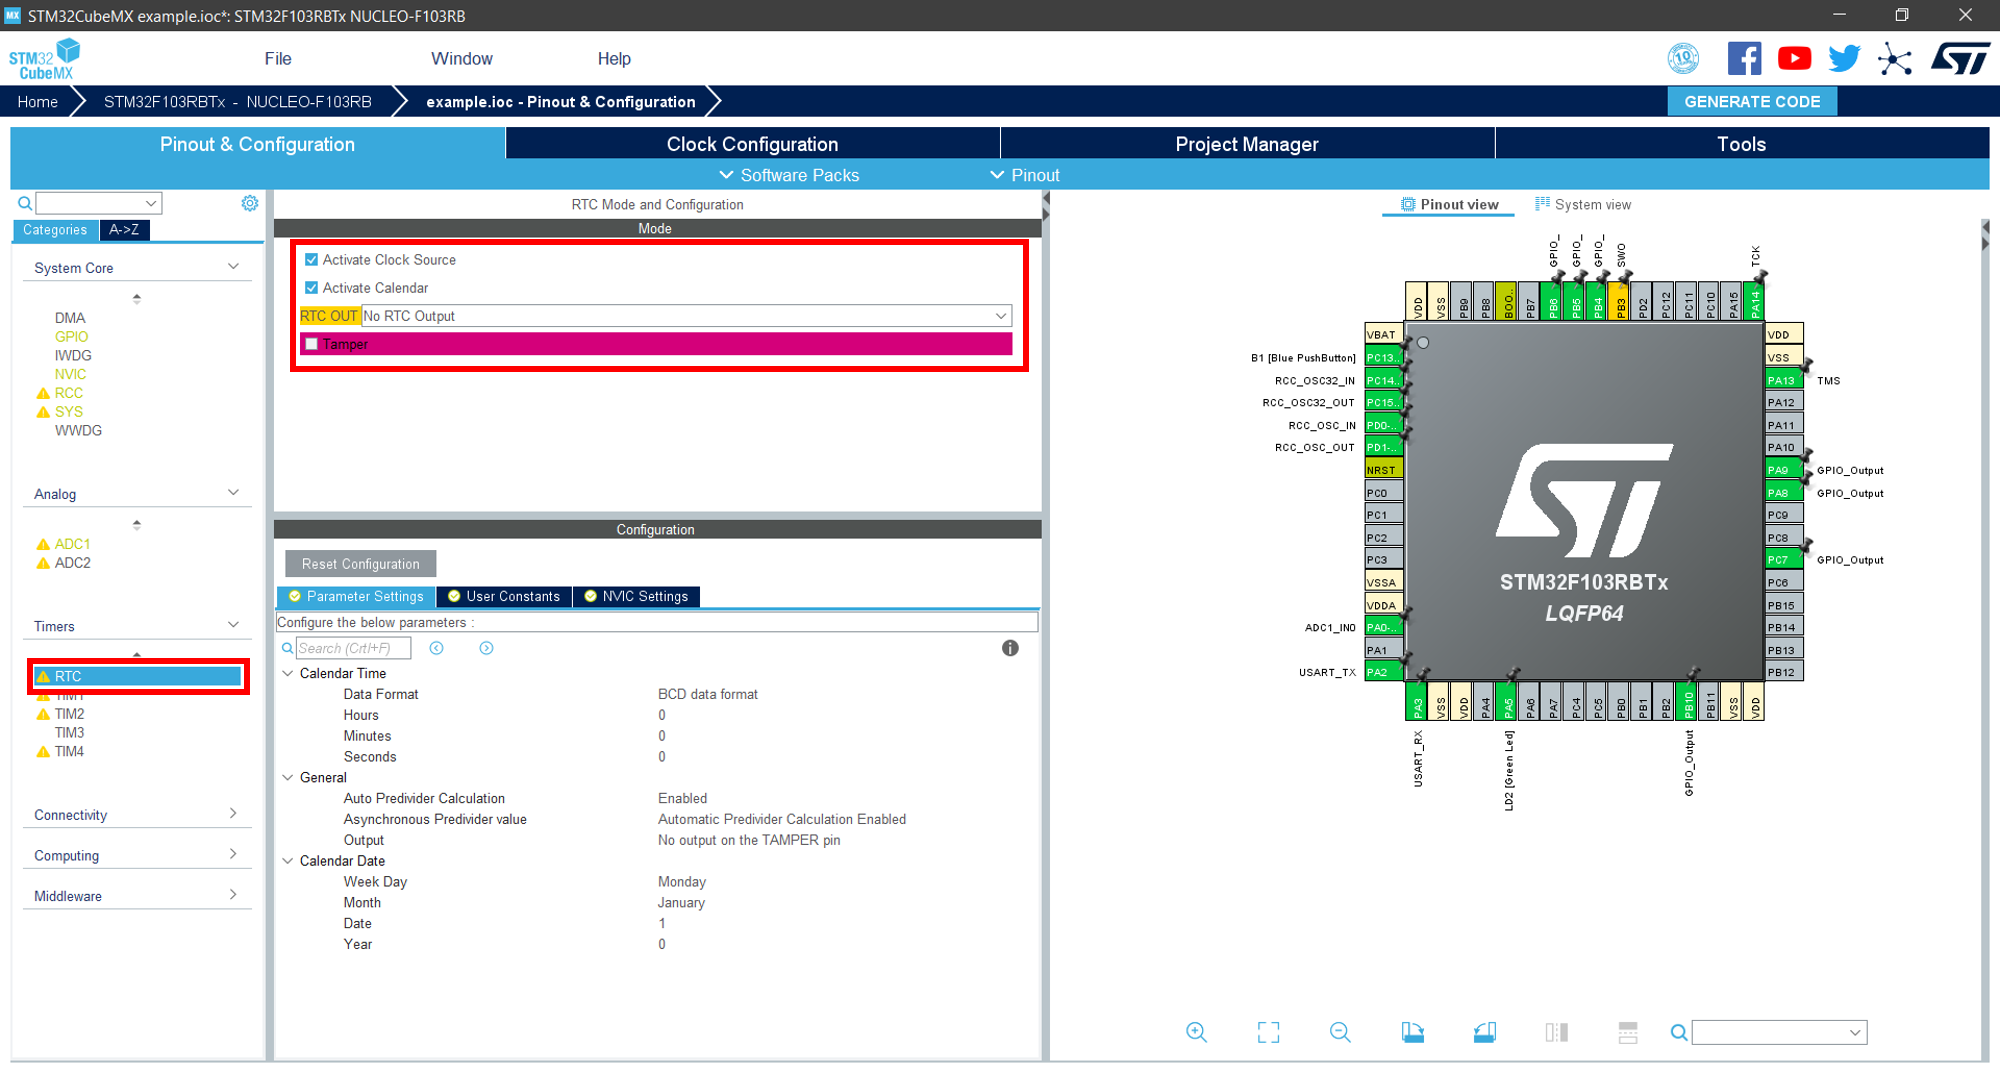 MX STM32CubeMX example.ioc*: STM32F103RBTx NUCLEO-F103RB
STM32 CubeMX
File
Window
Help
10
ST
Home
STM32F103RBTx - NUCLEO-F103RB
example.ioc - Pinout & Configuration
GENERATE CODE
Pinout & Configuration
Clock Configuration
Project Manager
Tools
Software Packs
Pinout
Categories
A->Z
System Core
DMA
GPIO
IWDG
NVIC
RCC
SYS
WWDG
Analog
ADC1
ADC2
Timers
RTC
TIM1
TIM2
TIM3
TIM4
Connectivity
Computing
Middleware
RTC Mode and Configuration
Mode
Activate Clock Source
Activate Calendar
RTC OUT No RTC Output
Tamper
Configuration
Reset Configuration
Parameter Settings
User Constants
NVIC Settings
Configure the below parameters :
Search (Crtl+F)
Calendar Time
Data Format BCD data format
Hours 0
Minutes 0
Seconds 0
General
Auto Predivider Calculation Enabled
Asynchronous Predivider value Automatic Predivider Calculation Enabled
Output No output on the TAMPER pin
Calendar Date
Week Day Monday
Month January
Date 1
Year 0
Pinout view
System view
GPIO_
GPIO_
GPIO_
SWO
TCK
VDD
VSS
PB9
PB8
BOO..
PB7
PB6
PB5
PB4
PB3
PD2
PC12
PC11
PC10
PA15
PA14
VBAT
B1 [Blue PushButton] PC13..
RCC_OSC32_IN PC14..
RCC_OSC32_OUT PC15..
RCC_OSC_IN PD0-..
RCC_OSC_OUT PD1-..
NRST
PC0
PC1
PC2
PC3
VSSA
VDDA
ADC1_IN0 PA0-..
PA1
USART_TX PA2
ST
STM32F103RBTx
LQFP64
VDD
VSS
PA13 TMS
PA12
PA11
PA10
PA9 GPIO_Output
PA8 GPIO_Output
PC9
PC8
PC7 GPIO_Output
PC6
PB15
PB14
PB13
PB12
PA3
VSS
VDD
PA4
PA5
PA6
PA7
PC4
PC5
PB0
PB1
PB2
PB10
PB11
VSS
VDD
USART_RX
LD2 [Green Led]
GPIO_Output